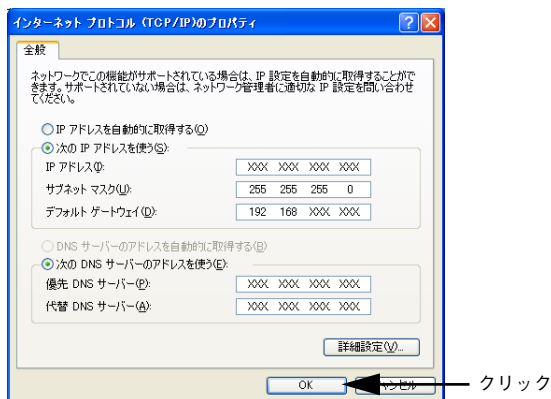 インターネット プロトコル (TCP/IP)のプロパティ
全般
ネットワークでこの機能がサポートされている場合は、IP 設定を自動的に取得することがで
きます。サポートされていない場合は、ネットワーク管理者に適切な IP 設定を問い合わせ
てください。
IP アドレスを自動的に取得する(O)
次の IP アドレスを使う(S):
IP アドレス(I): XXX XXX XXX XXX
サブネット マスク(U): 255 255 255 0
デフォルト ゲートウェイ(D): 192 168 XXX XXX
DNS サーバーのアドレスを自動的に取得する(B)
次の DNS サーバーのアドレスを使う(E):
優先 DNS サーバー(P): XXX XXX XXX XXX
代替 DNS サーバー(A): XXX XXX XXX XXX
詳細設定(V)...
OK キャンセル クリック